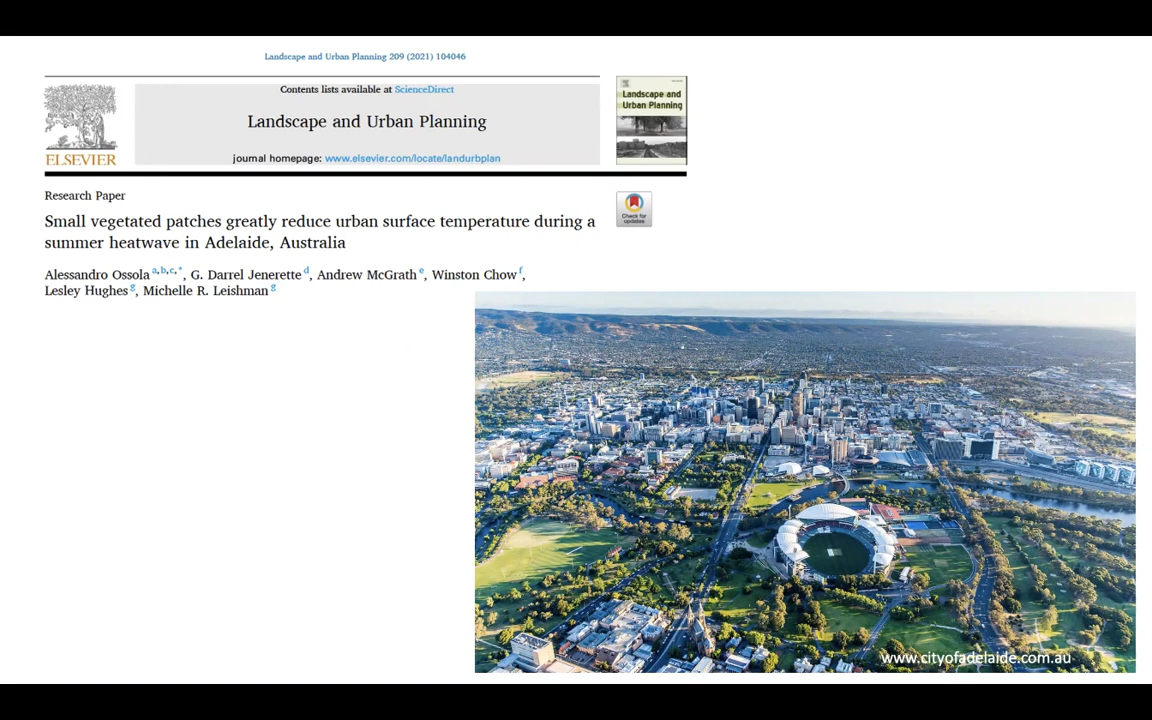 Landscape and Urban Planning 209 (2021) 104046
Contents lists available at ScienceDirect
Landscape and Urban Planning
journal homepage: www.elsevier.com/locate/landurbplan
ELSEVIER
Landscape and
Urban Planning
Research Paper
Check for
updates
Small vegetated patches greatly reduce urban surface temperature during a
summer heatwave in Adelaide, Australia
Alessandro Ossola a,b,c,*, G. Darrel Jenerette d, Andrew McGrath e, Winston Chow f,
Lesley Hughes g, Michelle R. Leishman g
www.cityofadelaide.com.au